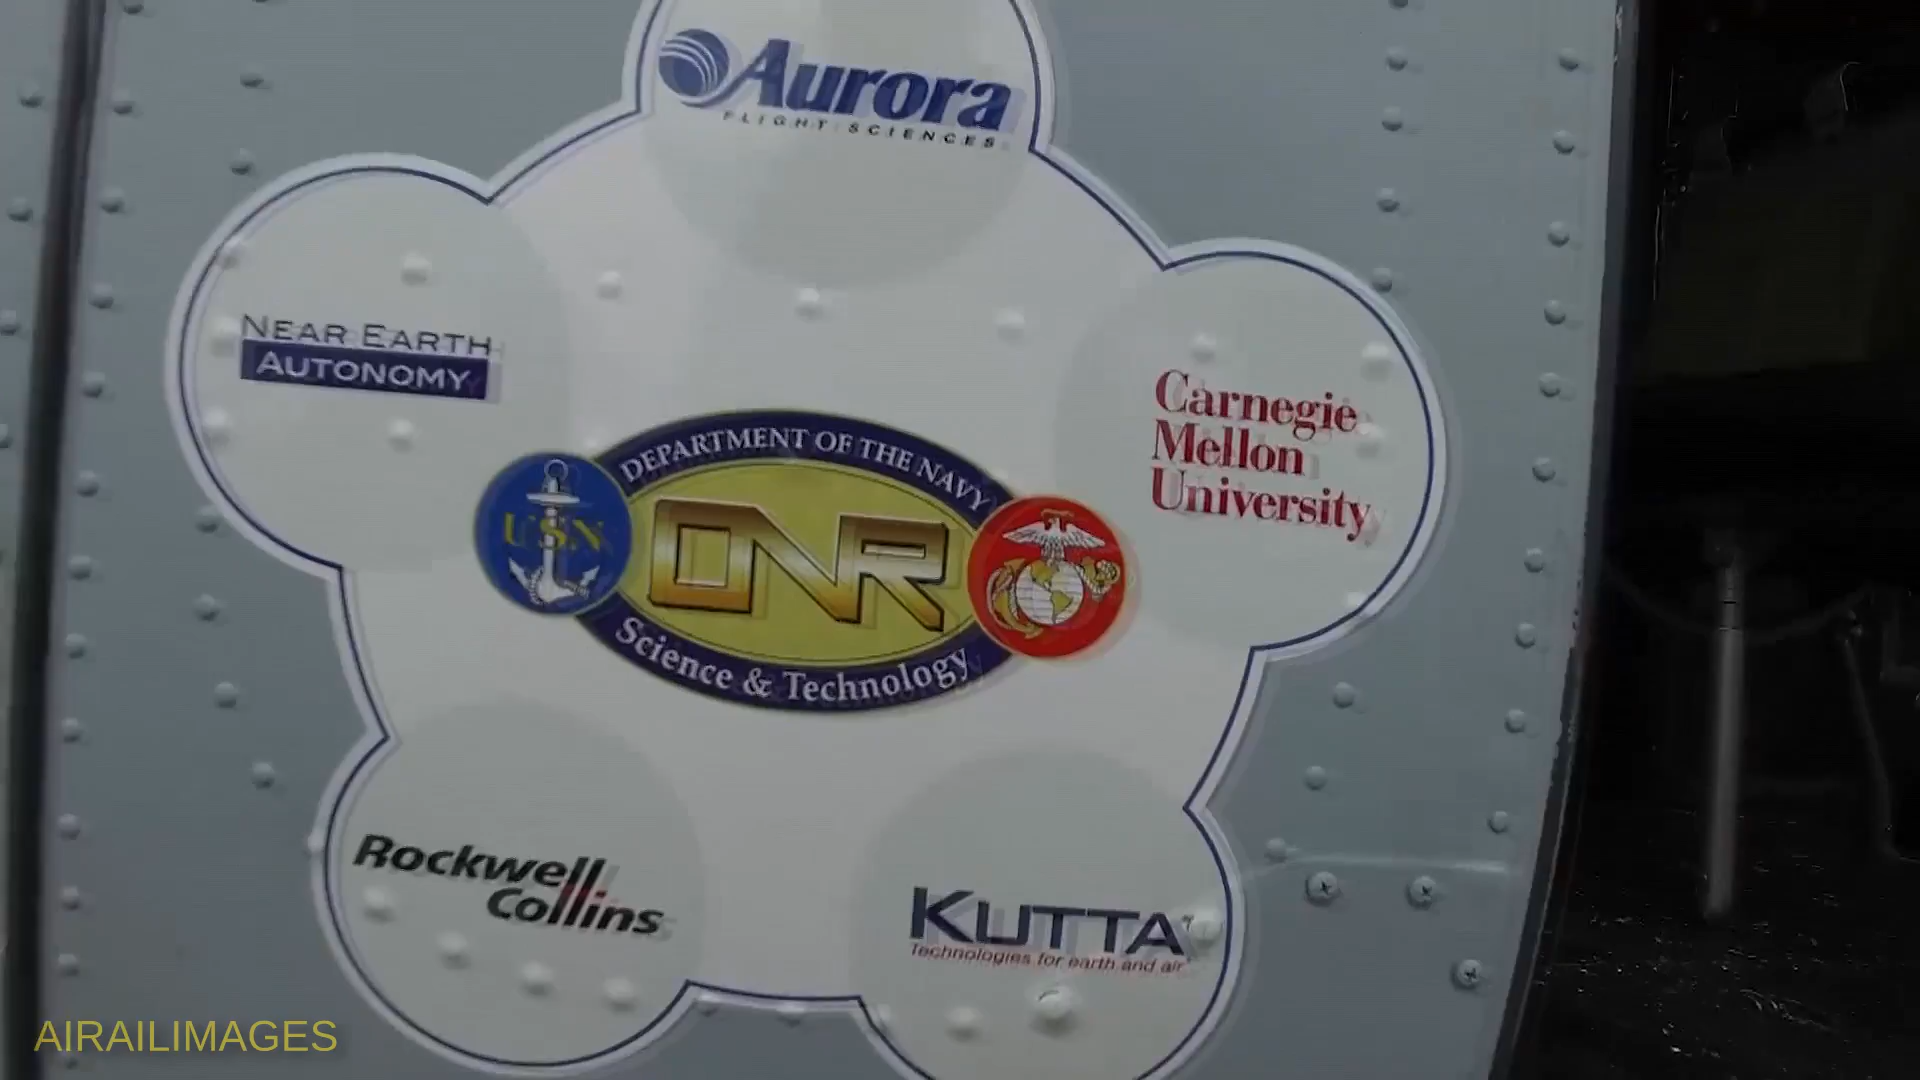 Aurora
FLIGHT SCIENCES
NEAR EARTH
AUTONOMY
Carnegie
Mellon
University
DEPARTMENT OF THE NAVY
U.S.N.
ONR
Science & Technology
Rockwell
Collins
KUTTA
Technologies for earth and air
AIRAILIMAGES